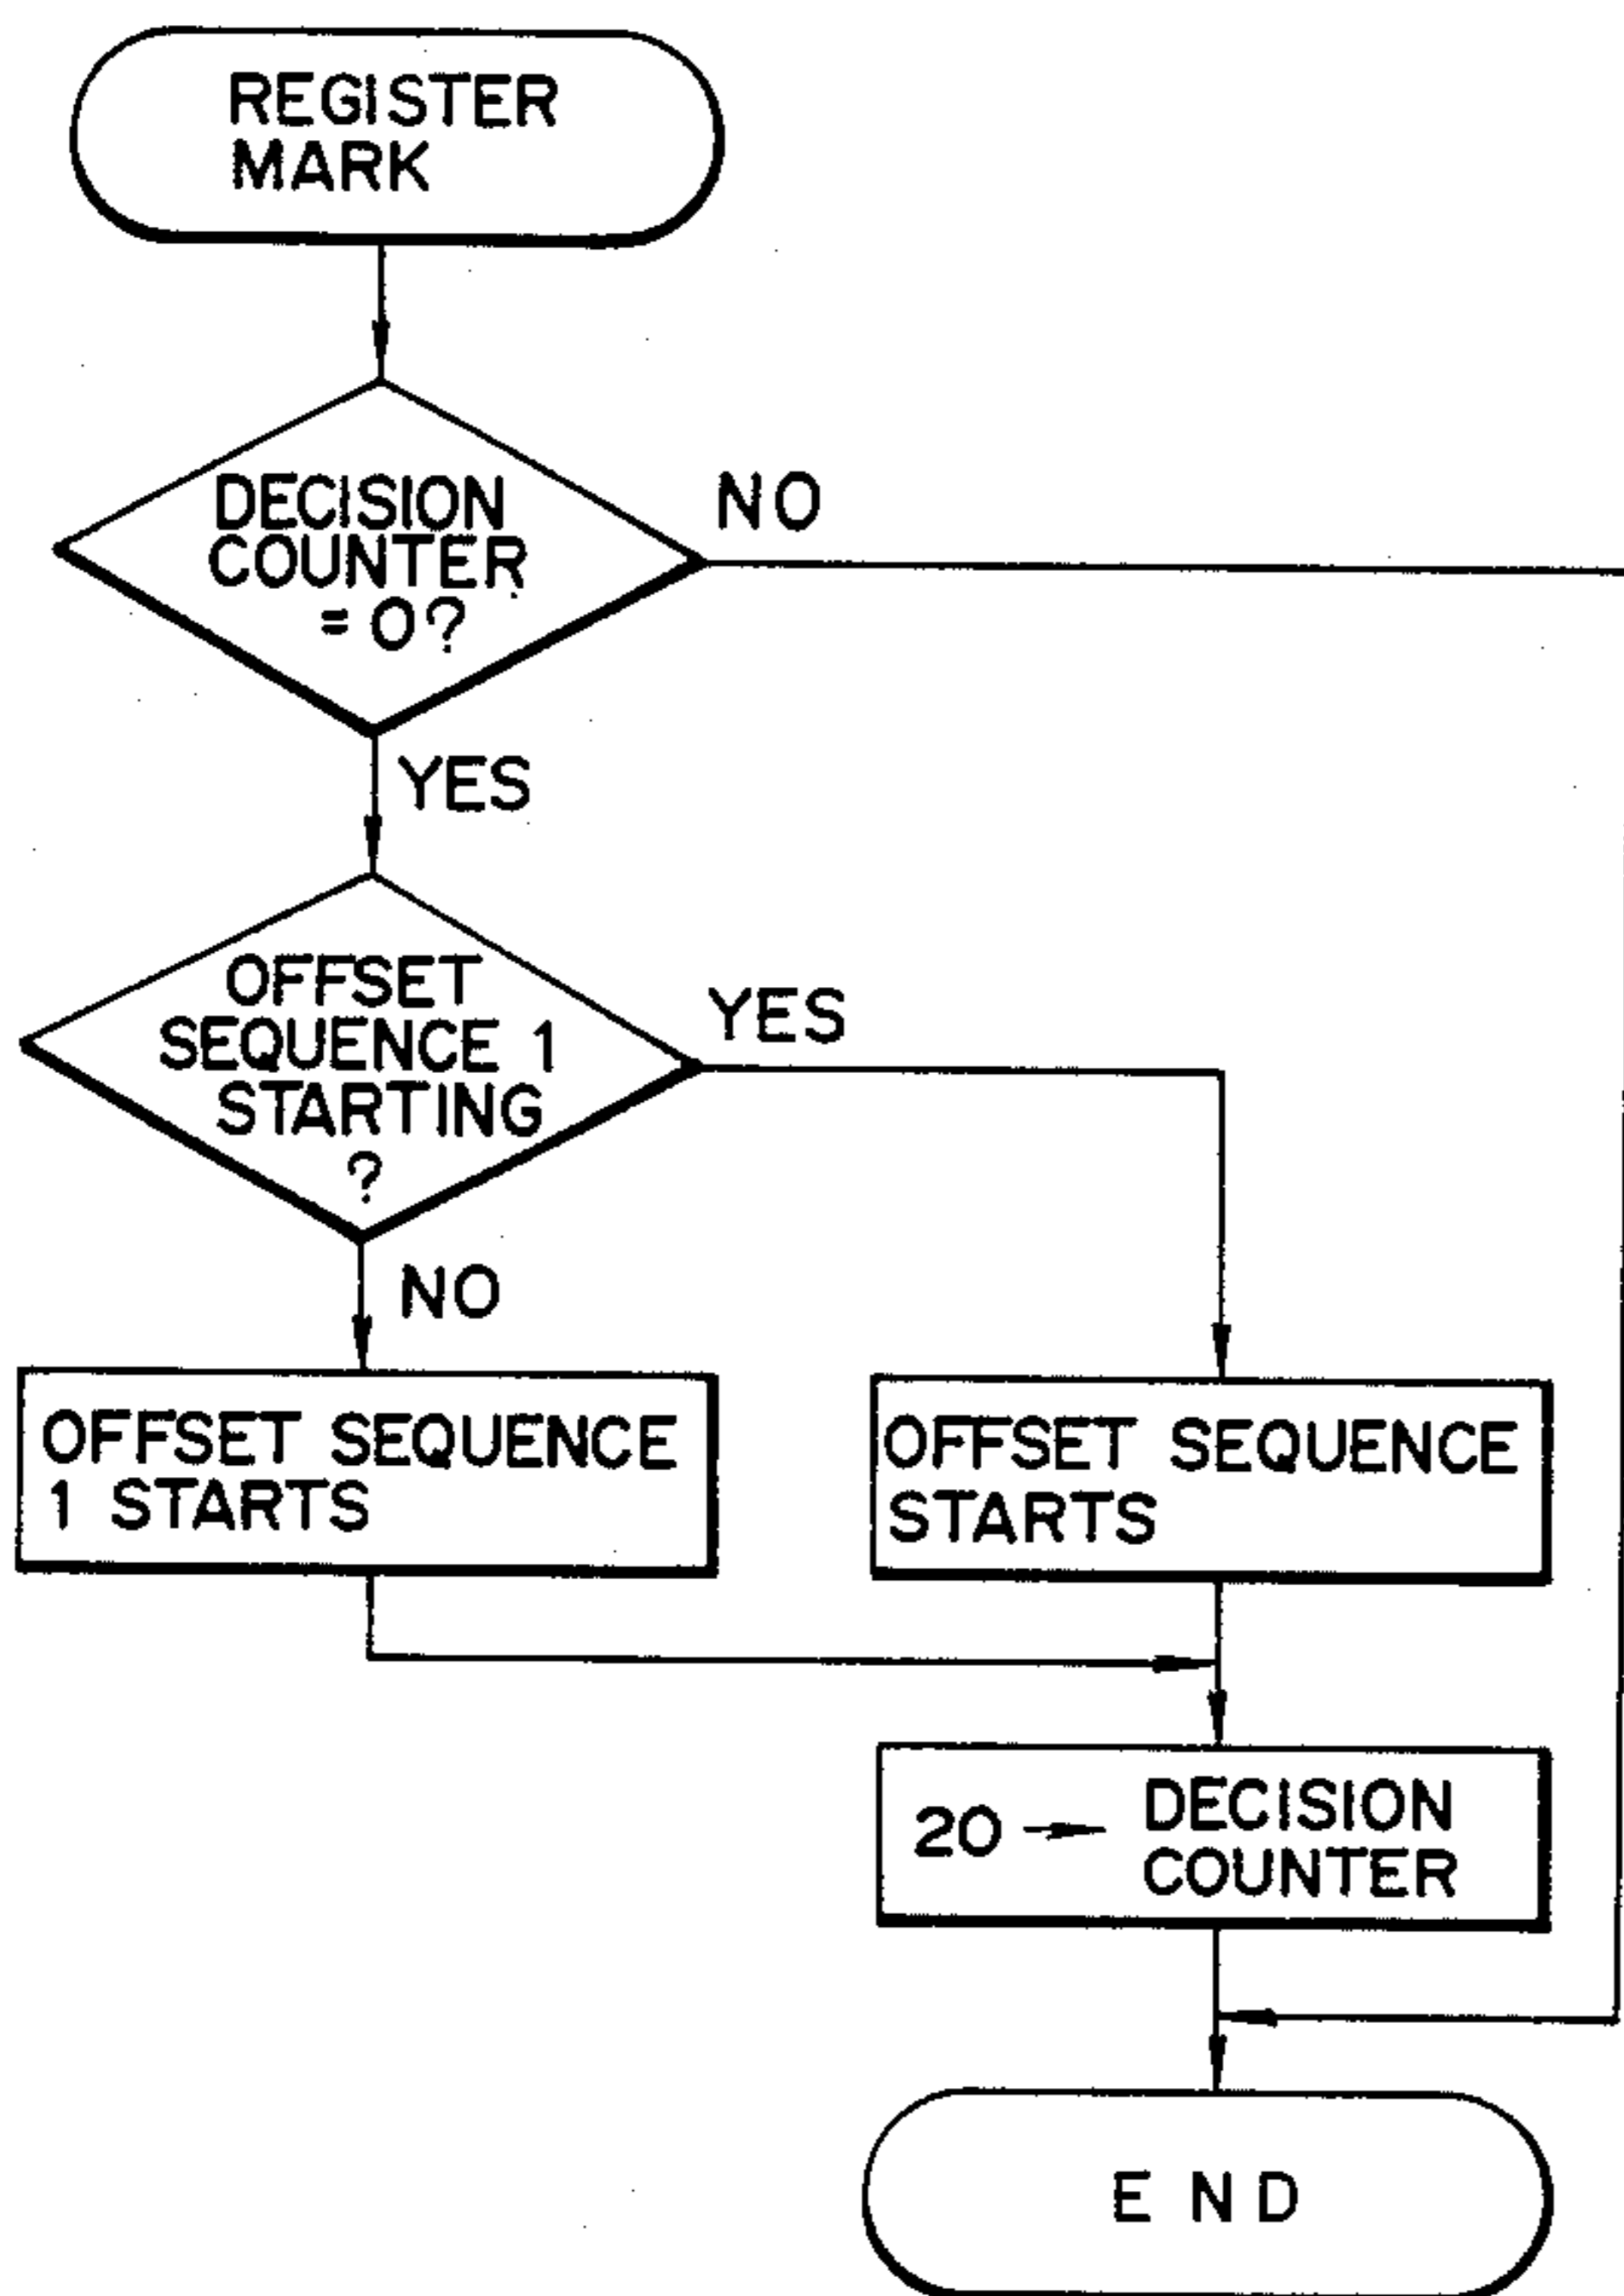 REGISTER
MARK
DECISION
COUNTER
= 0?
NO
YES
OFFSET
SEQUENCE 1
STARTING
?
YES
NO
OFFSET SEQUENCE
1 STARTS
OFFSET SEQUENCE
STARTS
20 → DECISION
COUNTER
END